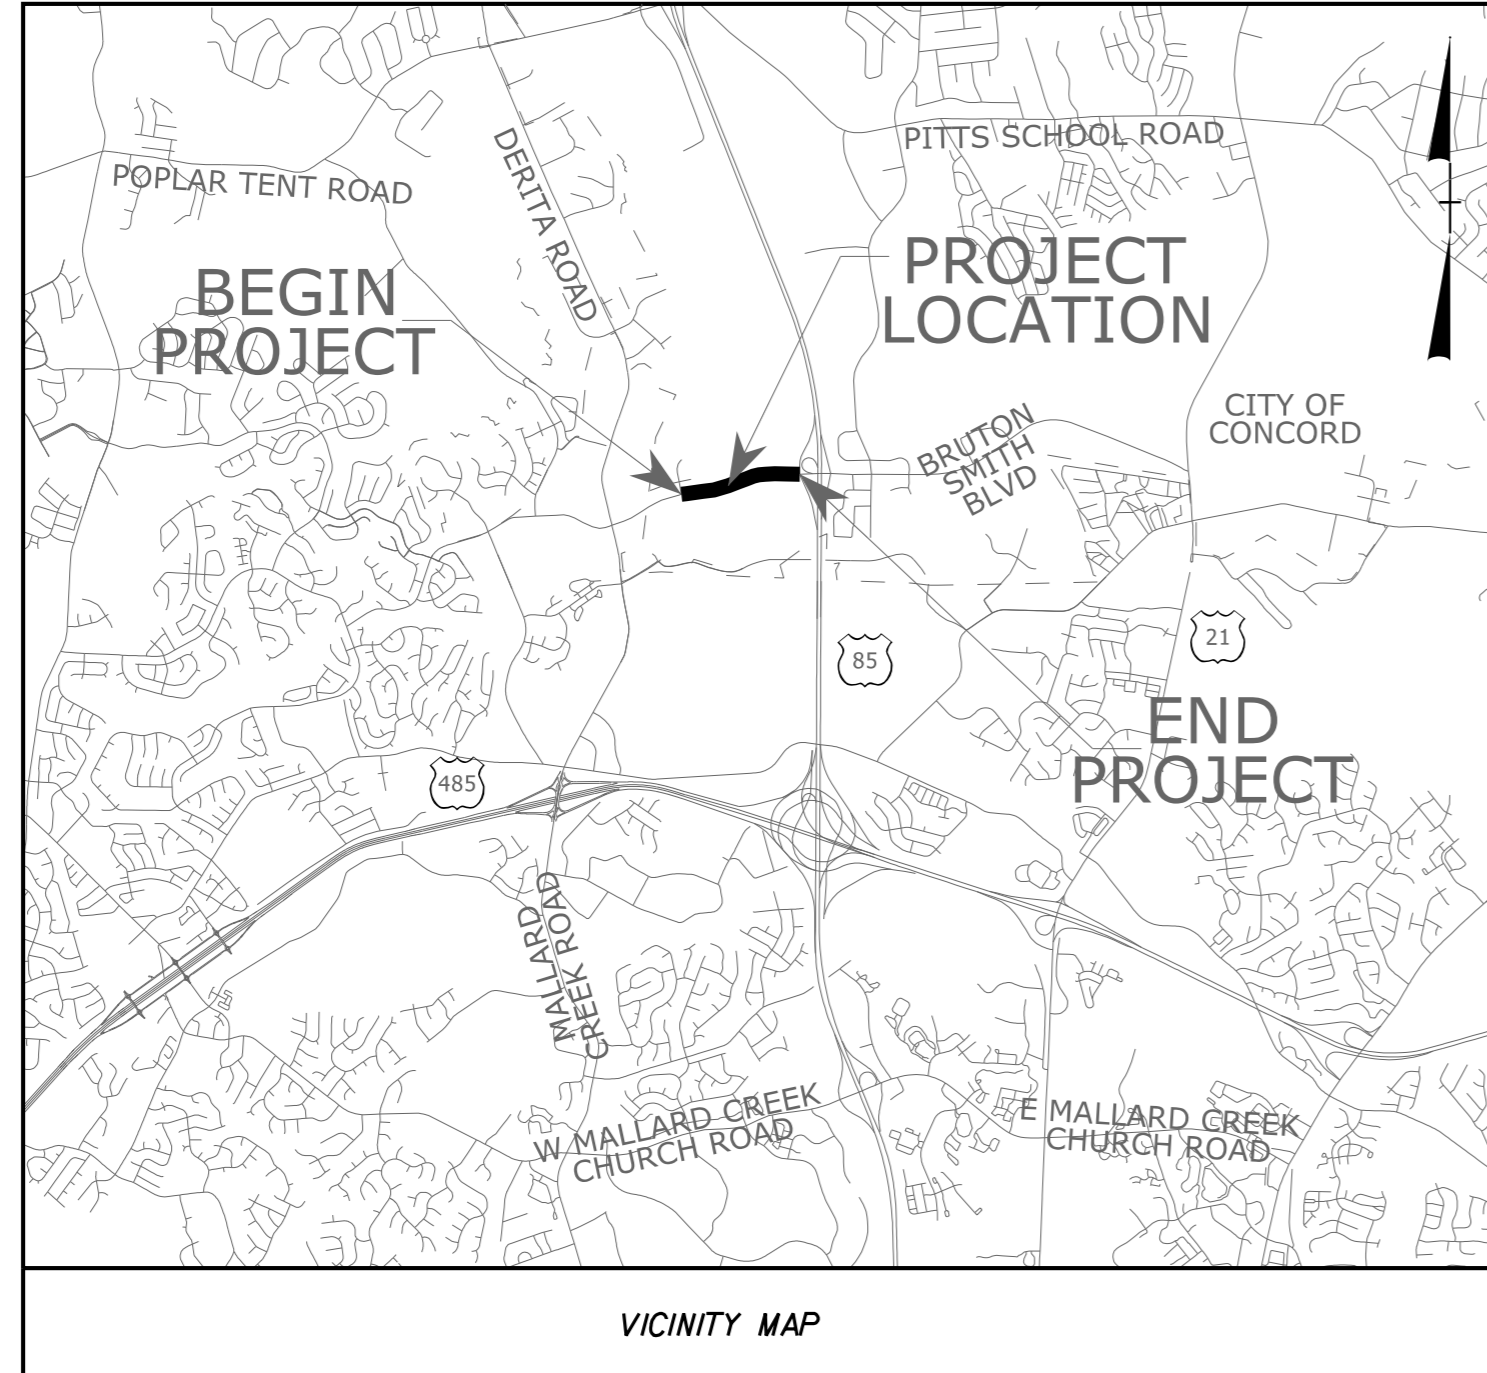 PITTS SCHOOL ROAD
POPLAR TENT ROAD
DERITA ROAD
PROJECT
LOCATION
BEGIN
PROJECT
CITY OF
CONCORD
BRUTON
SMITH
BLVD
21
85
END
PROJECT
485
MALLARD
CREEK ROAD
W MALLARD CREEK
CHURCH ROAD
E MALLARD CREEK
CHURCH ROAD
VICINITY MAP